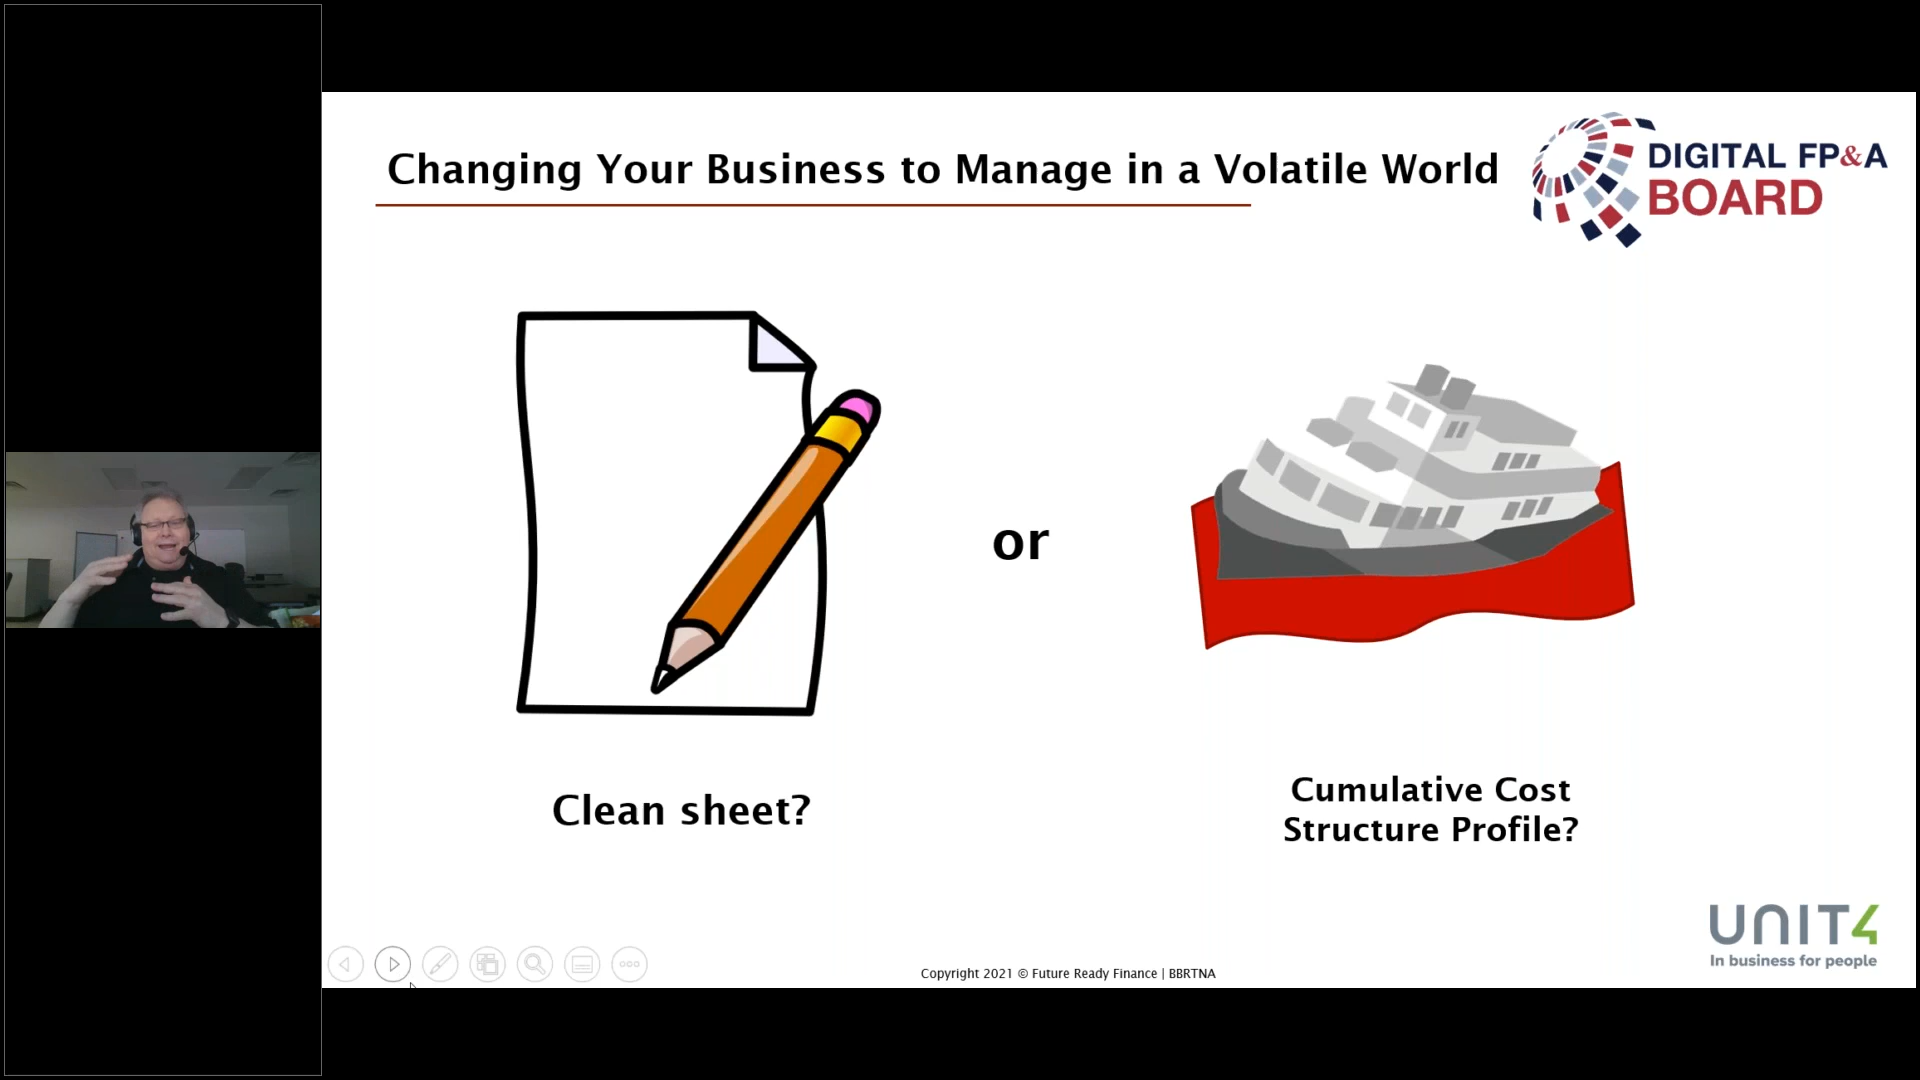 Changing Your Business to Manage in a Volatile World
DIGITAL FP&A
BOARD
or
Clean sheet?
Cumulative Cost
Structure Profile?
UNIT4
In business for people
Copyright 2021 © Future Ready Finance | BBRTNA